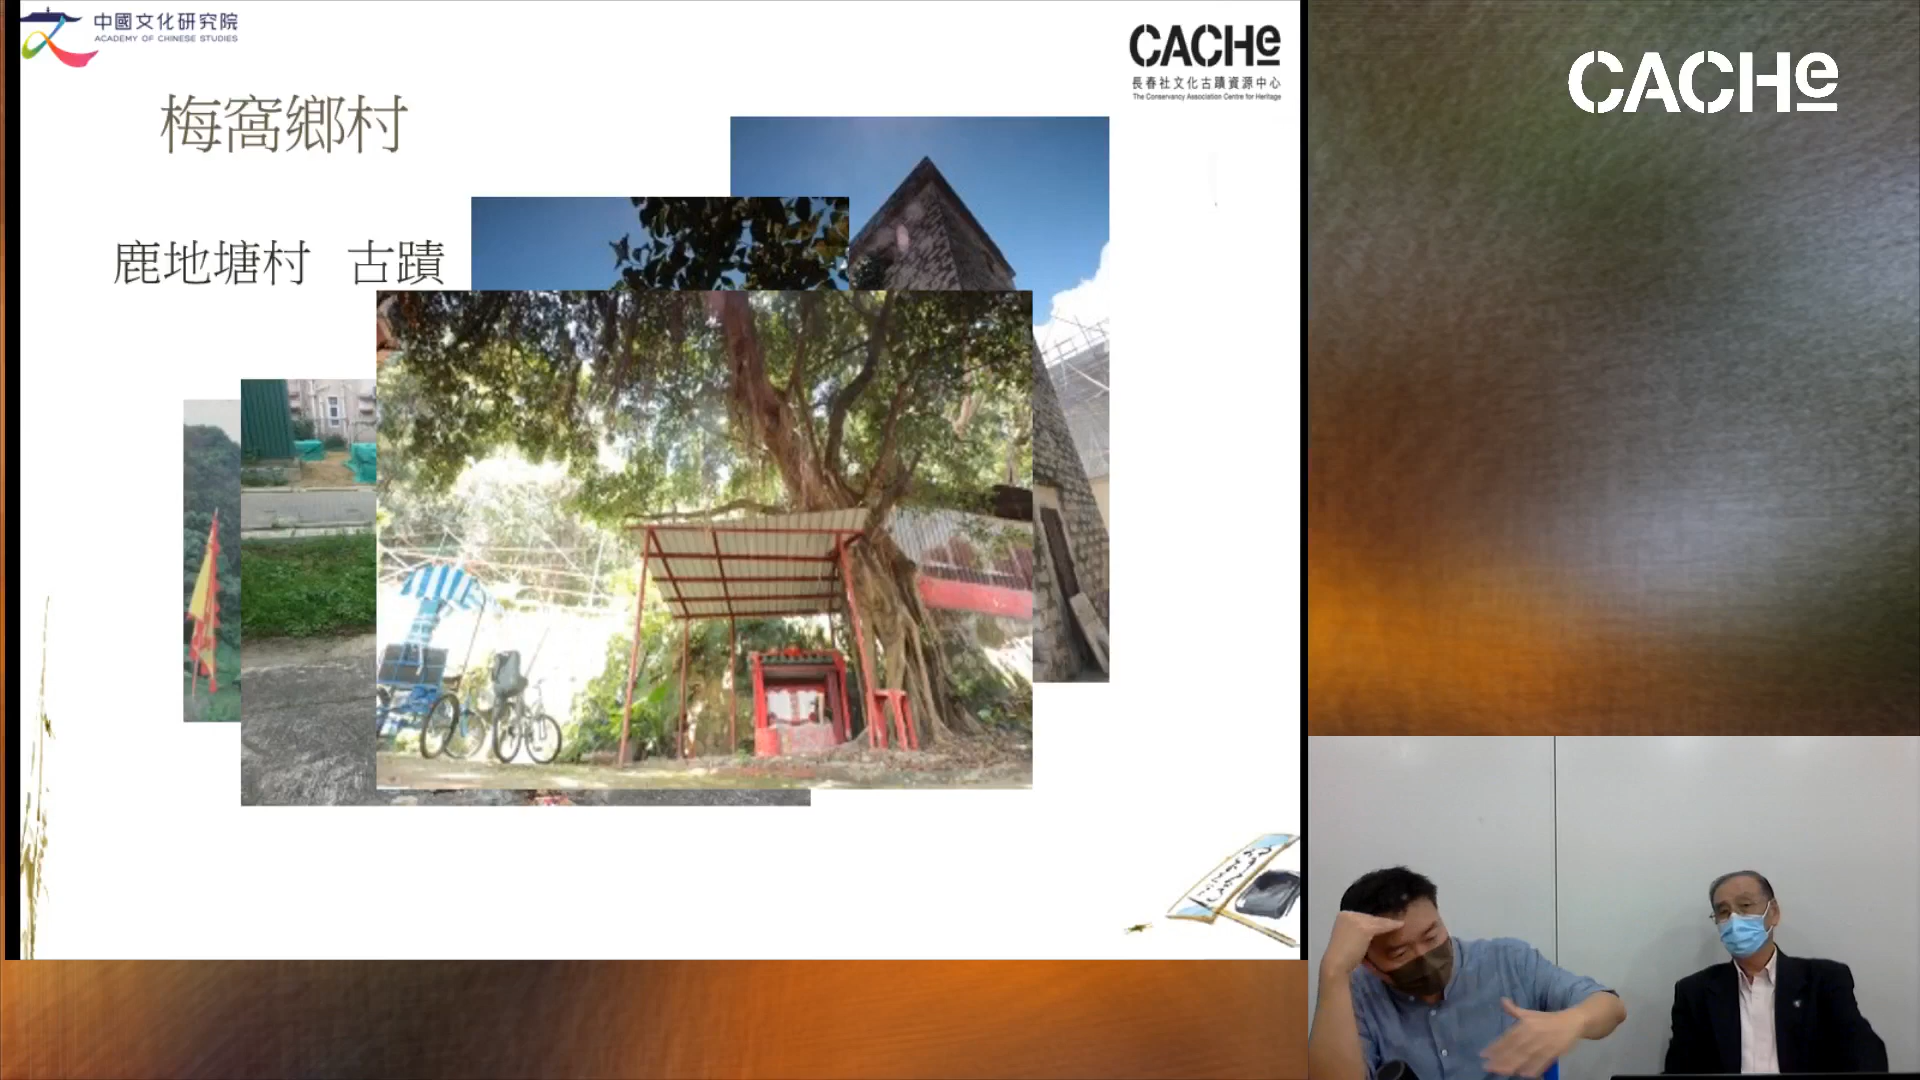 中國文化研究院
ACADEMY OF CHINESE STUDIES
CACHe
長春社文化古蹟資源中心
The Conservancy Association Centre for Heritage
CACHe
梅窩鄉村
鹿地塘村 古蹟